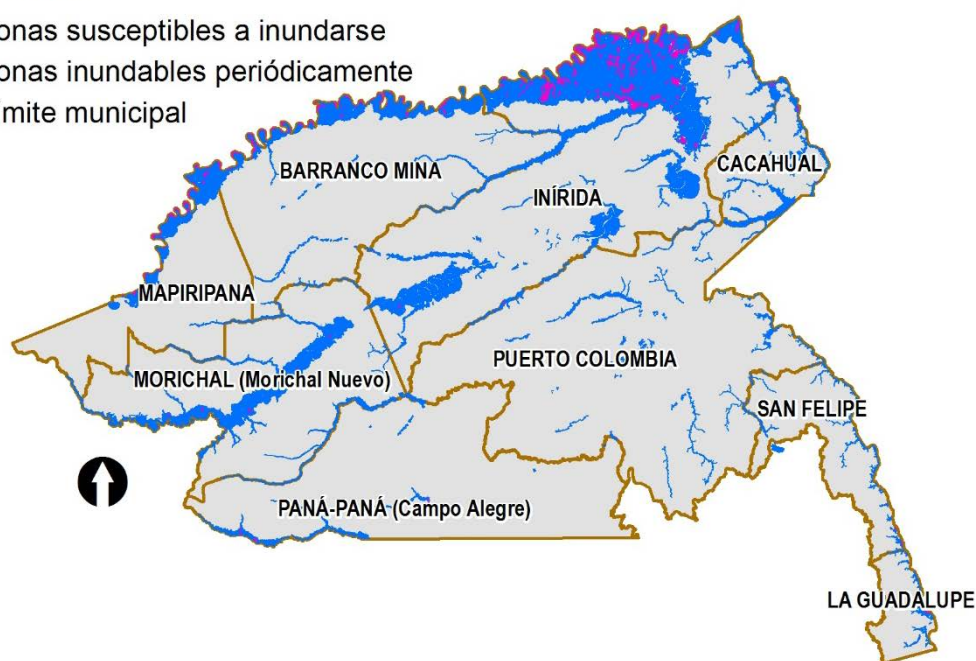 onas susceptibles a inundarse
onas inundables periódicamente
mite municipal
BARRANCO MINA
CACAHUAL
INÍRIDA
MAPIRIPANA
PUERTO COLOMBIA
MORICHAL (Morichal Nuevo)
SAN FELIPE
PANÁ-PANÁ (Campo Alegre)
LA GUADALUPE